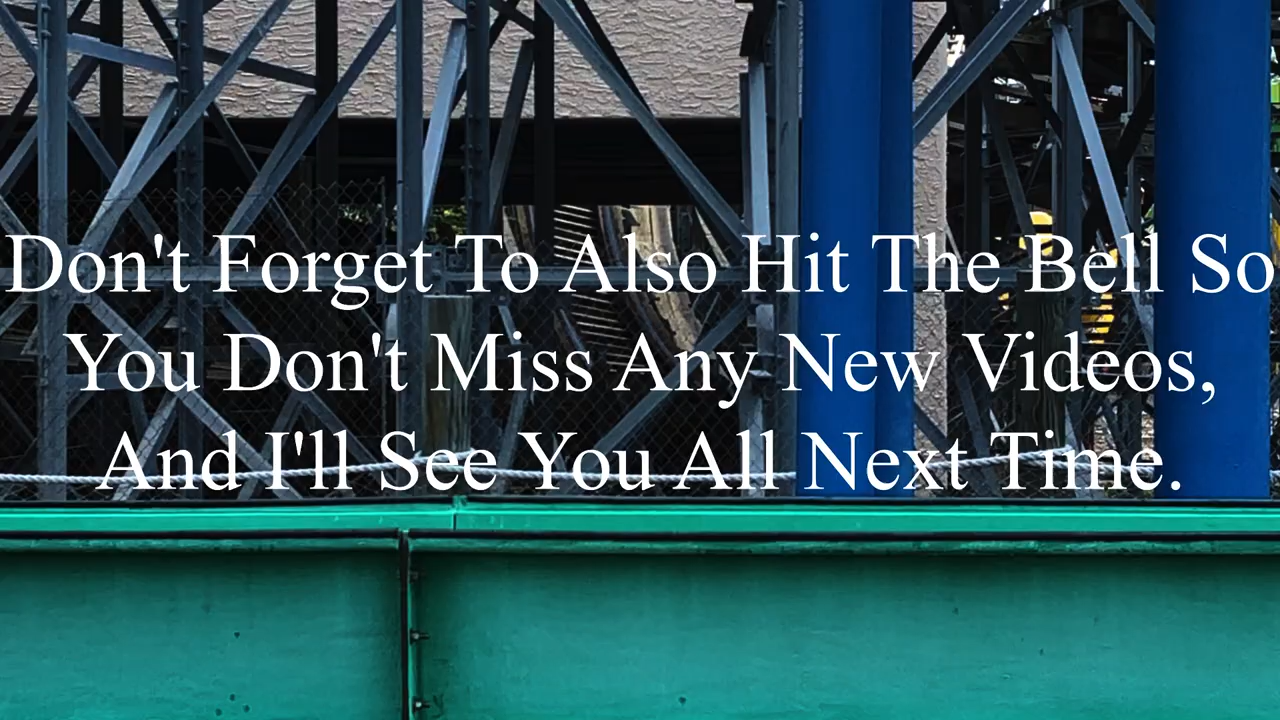 Don't Forget To Also Hit The Bell So
You Don't Miss Any New Videos,
And I'll See You All Next Time.